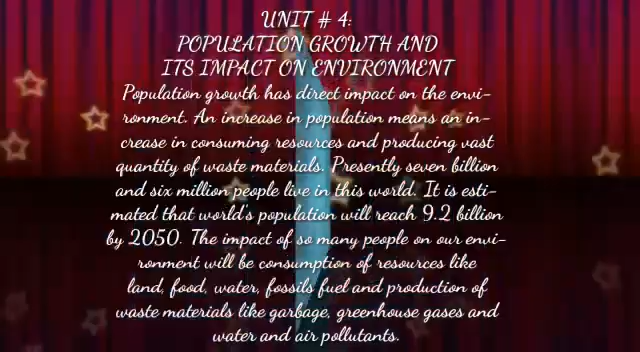 UNIT # 4:
POPULATION GROWTH AND
ITS IMPACT ON ENVIRONMENT
Population growth has direct impact on the envi-
ronment. An increase in population means an in-
crease in consuming resources and producing vast
quantity of waste materials. Presently seven billion
and six million people live in this world. It is esti-
mated that world's population will reach 9.2 billion
by 2050. The impact of so many people on our envi-
ronment will be consumption of resources like
land, food, water, fossils fuel and production of
waste materials like garbage, greenhouse gases and
water and air pollutants.